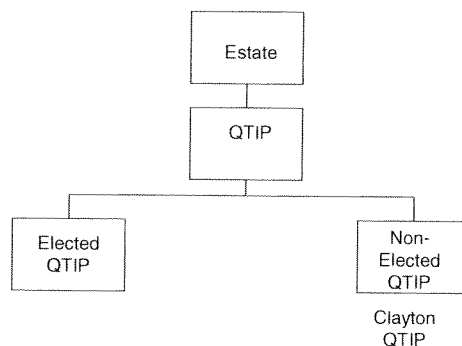 Estate
QTIP
Elected
QTIP
Non-
Elected
QTIP
Clayton
QTIP